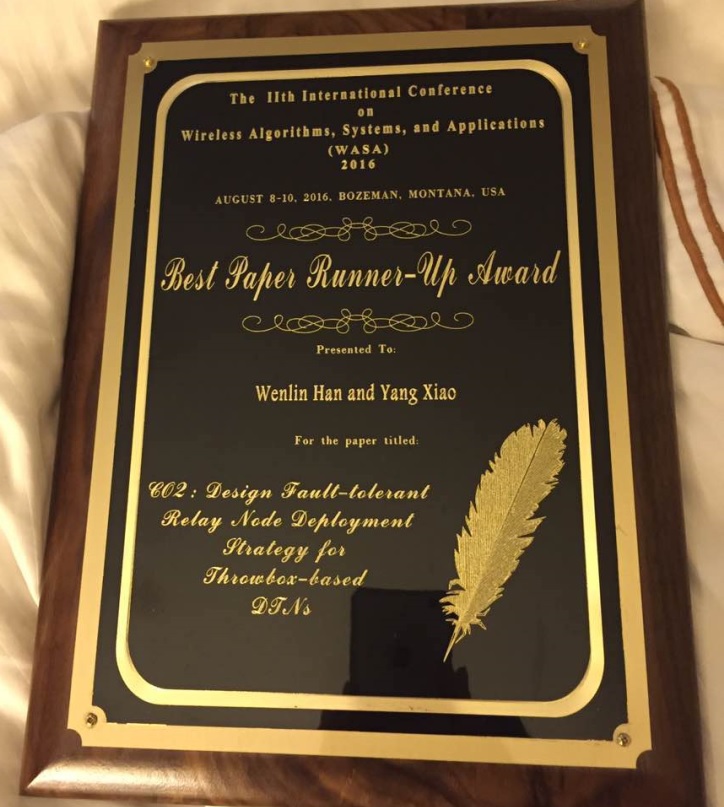 The 11th International Conference
on
Wireless Algorithms, Systems, and Applications
(WASA)
2016
AUGUST 8-10, 2016, BOZEMAN, MONTANA, USA
Best Paper Runner-Up Award
Presented To:
Wenlin Han and Yang Xiao
For the paper titled:
CO2: Design Fault-tolerant
Relay Node Deployment
Strategy for
Throwbox-based
DTNs